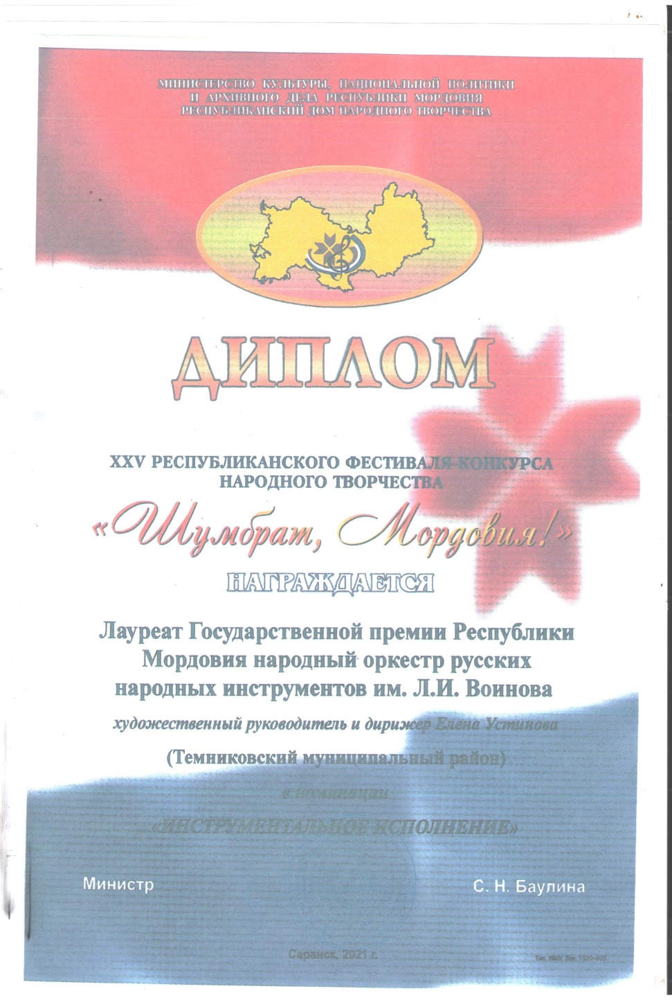 МИНИСТЕРСТВО КУЛЬТУРЫ, НАЦИОНАЛЬНОЙ ПОЛИТИКИ
И АРХИВНОГО ДЕЛА РЕСПУБЛИКИ МОРДОВИЯ
РЕСПУБЛИКАНСКИЙ ДОМ НАРОДНОГО ТВОРЧЕСТВА
ДИПЛОМ
XXV РЕСПУБЛИКАНСКОГО ФЕСТИВАЛЯ-КОНКУРСА
НАРОДНОГО ТВОРЧЕСТВА
«Шумбрат, Мордовия!»
НАГРАЖДАЕТСЯ
Лауреат Государственной премии Республики
Мордовия народный оркестр русских
народных инструментов им. Л.И. Воинова
художественный руководитель и дирижер Елена Устинова
(Темниковский муниципальный район)
в номинации
«ИНСТРУМЕНТАЛЬНОЕ ИСПОЛНЕНИЕ»
Министр
С. Н. Баулина
Саранск, 2021 г.